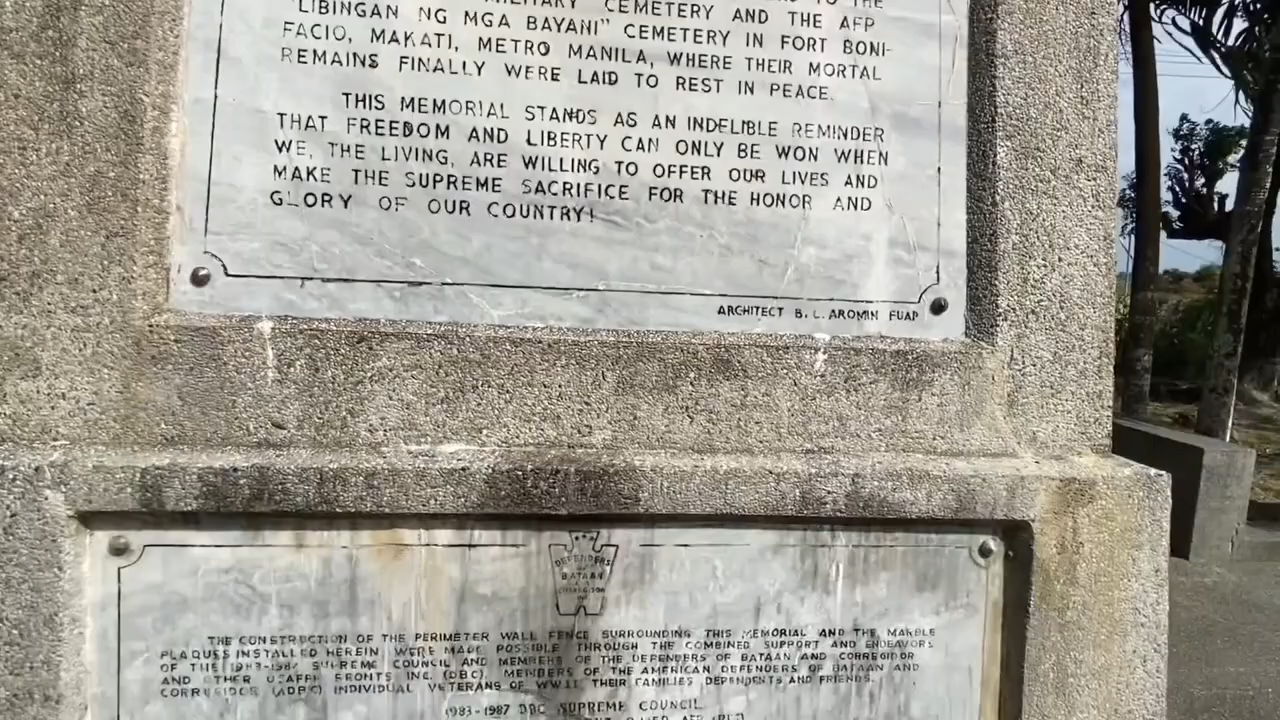 TO THE
MILITARY CEMETERY AND THE AFP
"LIBINGAN NG MGA BAYANI" CEMETERY IN FORT BONI-
FACIO, MAKATI, METRO MANILA, WHERE THEIR MORTAL
REMAINS FINALLY WERE LAID TO REST IN PEACE.
THIS MEMORIAL STANDS AS AN INDELIBLE REMINDER
THAT FREEDOM AND LIBERTY CAN ONLY BE WON WHEN
WE, THE LIVING, ARE WILLING TO OFFER OUR LIVES AND
MAKE THE SUPREME SACRIFICE FOR THE HONOR AND
GLORY OF OUR COUNTRY!
ARCHITECT B. L. AROMIN FUAP
DEFENDERS
BATAAN
THE CONSTRUCTION OF THE PERIMETER WALL FENCE SURROUNDING THIS MEMORIAL AND THE MARBLE
PLAQUES INSTALLED HEREIN WERE MADE POSSIBLE THROUGH THE COMBINED SUPPORT AND ENDEAVORS
OF THE 1983-1987 SUPREME COUNCIL AND MEMBERS OF THE DEFENDERS OF BATAAN AND CORREGIDOR
AND OTHER USAFFE FRONTS INC. (DBC), MEMBERS OF THE AMERICAN DEFENDERS OF BATAAN AND
CORREGIDOR (ADBC) INDIVIDUAL VETERANS OF WWII THEIR FAMILIES DEPENDENTS AND FRIENDS.
1983-1987 DBC SUPREME COUNCIL